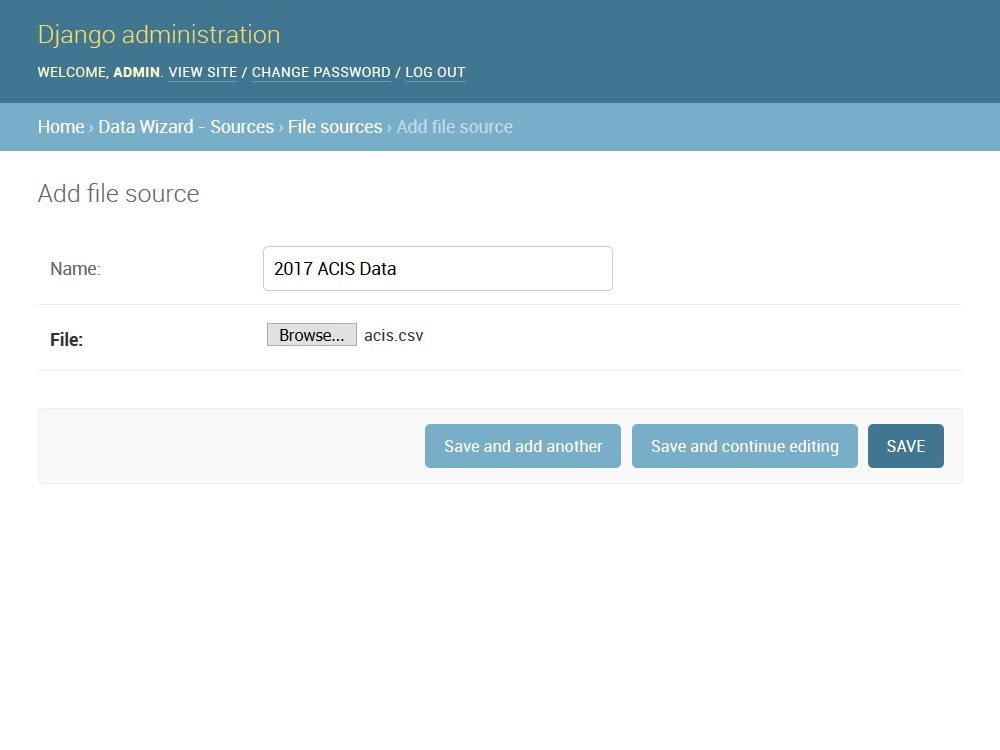 Django administration
WELCOME, ADMIN. VIEW SITE / CHANGE PASSWORD / LOG OUT
Home › Data Wizard - Sources › File sources › Add file source
Add file source
Name: 2017 ACIS Data
File: Browse... acis.csv
Save and add another Save and continue editing SAVE